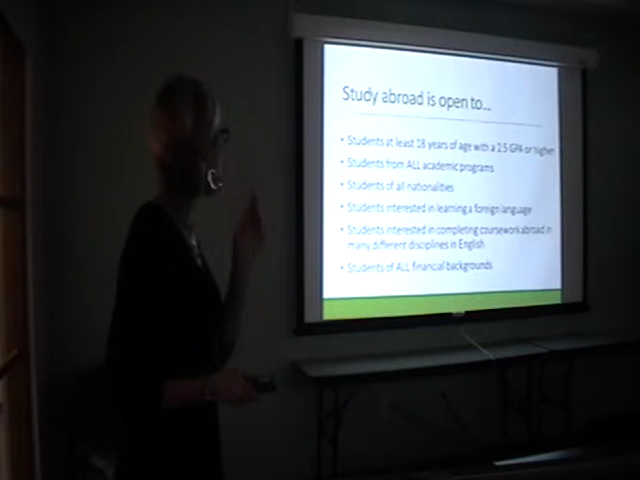 Study abroad is open to...
• Students at least 18 years of age with a 2.5 GPA or higher
• Students from ALL academic programs
• Students of all nationalities
• Students interested in learning a foreign language
• Students interested in completing coursework abroad in
many different disciplines in English
• Students of ALL financial backgrounds